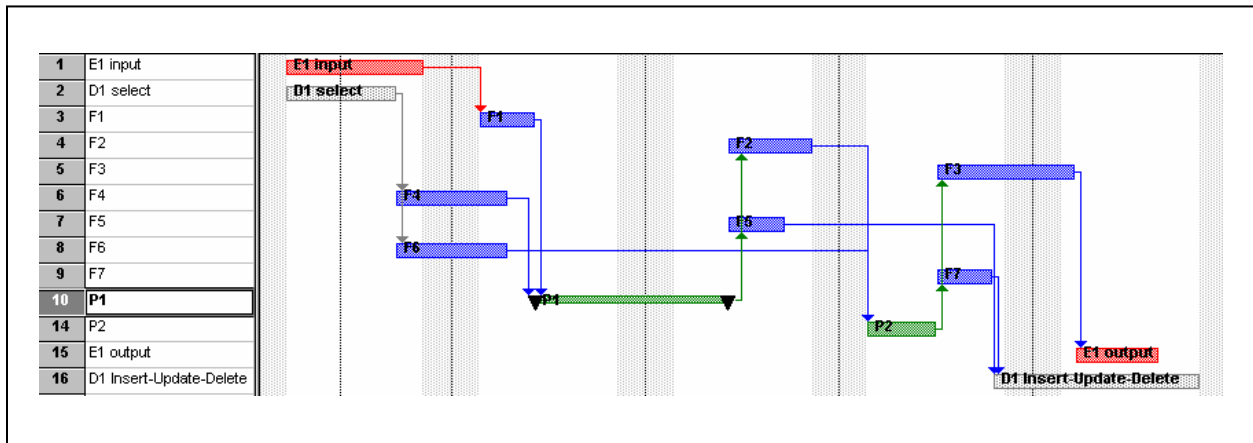 1 E1 input E1 input
2 D1 select D1 select
3 F1 F1
4 F2 F2
5 F3 F3
6 F4 F4
7 F5 F5
8 F6 F6
9 F7 F7
10 P1 P1
14 P2 P2
15 E1 output E1 output
16 D1 Insert-Update-Delete D1 Insert-Update-Delete